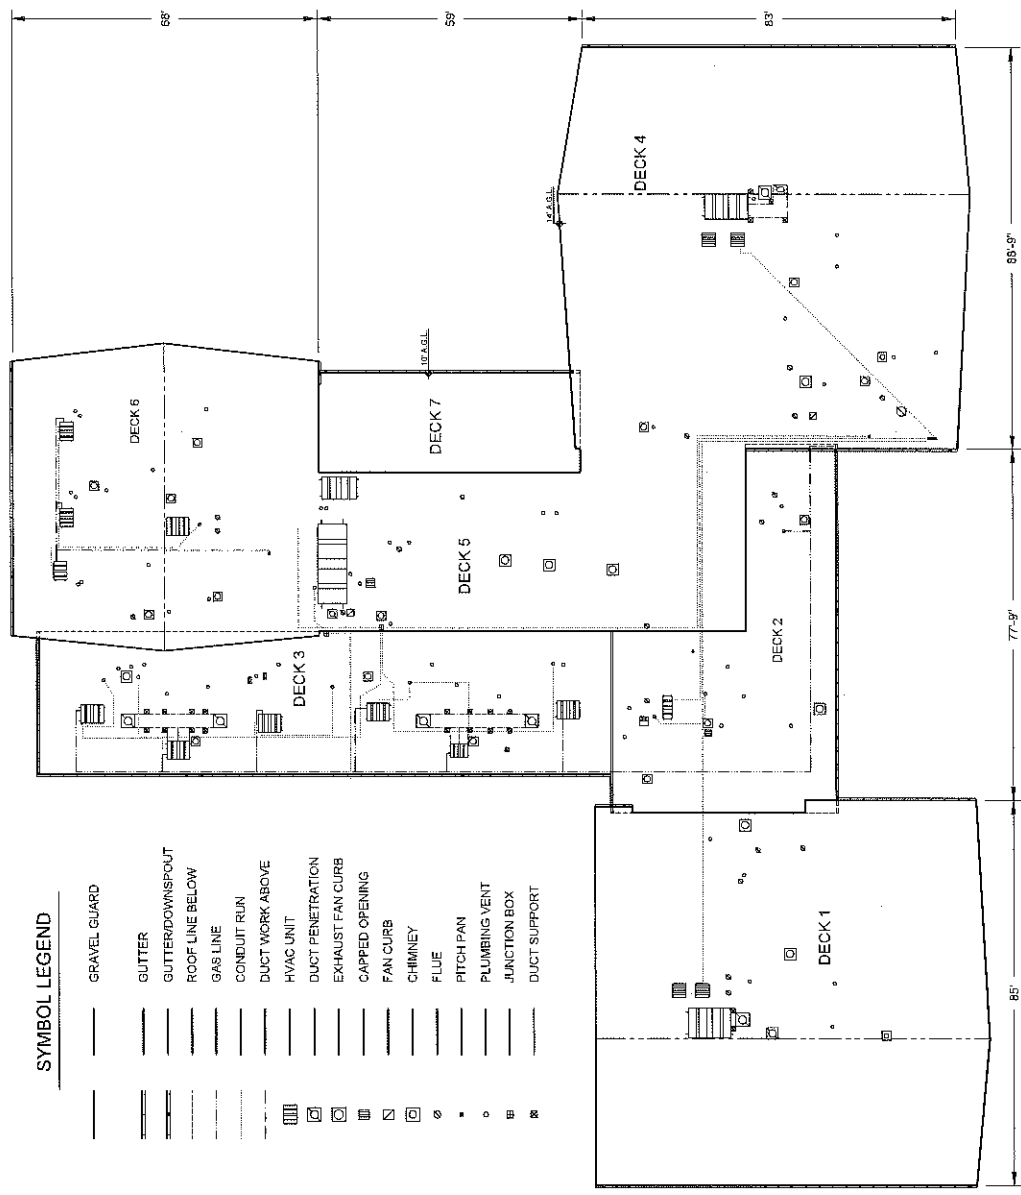 68'
59'
83'
DECK 4
14' A.G.L.
88'-9"
DECK 6
10' A.G.L.
DECK 7
DECK 5
DECK 3
DECK 2
77'-9"
DECK 1
85'
SYMBOL LEGEND
GRAVEL GUARD
GUTTER
GUTTER/DOWNSPOUT
ROOF LINE BELOW
GAS LINE
CONDUIT RUN
DUCT WORK ABOVE
HVAC UNIT
DUCT PENETRATION
EXHAUST FAN CURB
CAPPED OPENING
FAN CURB
CHIMNEY
FLUE
PITCH PAN
PLUMBING VENT
JUNCTION BOX
DUCT SUPPORT